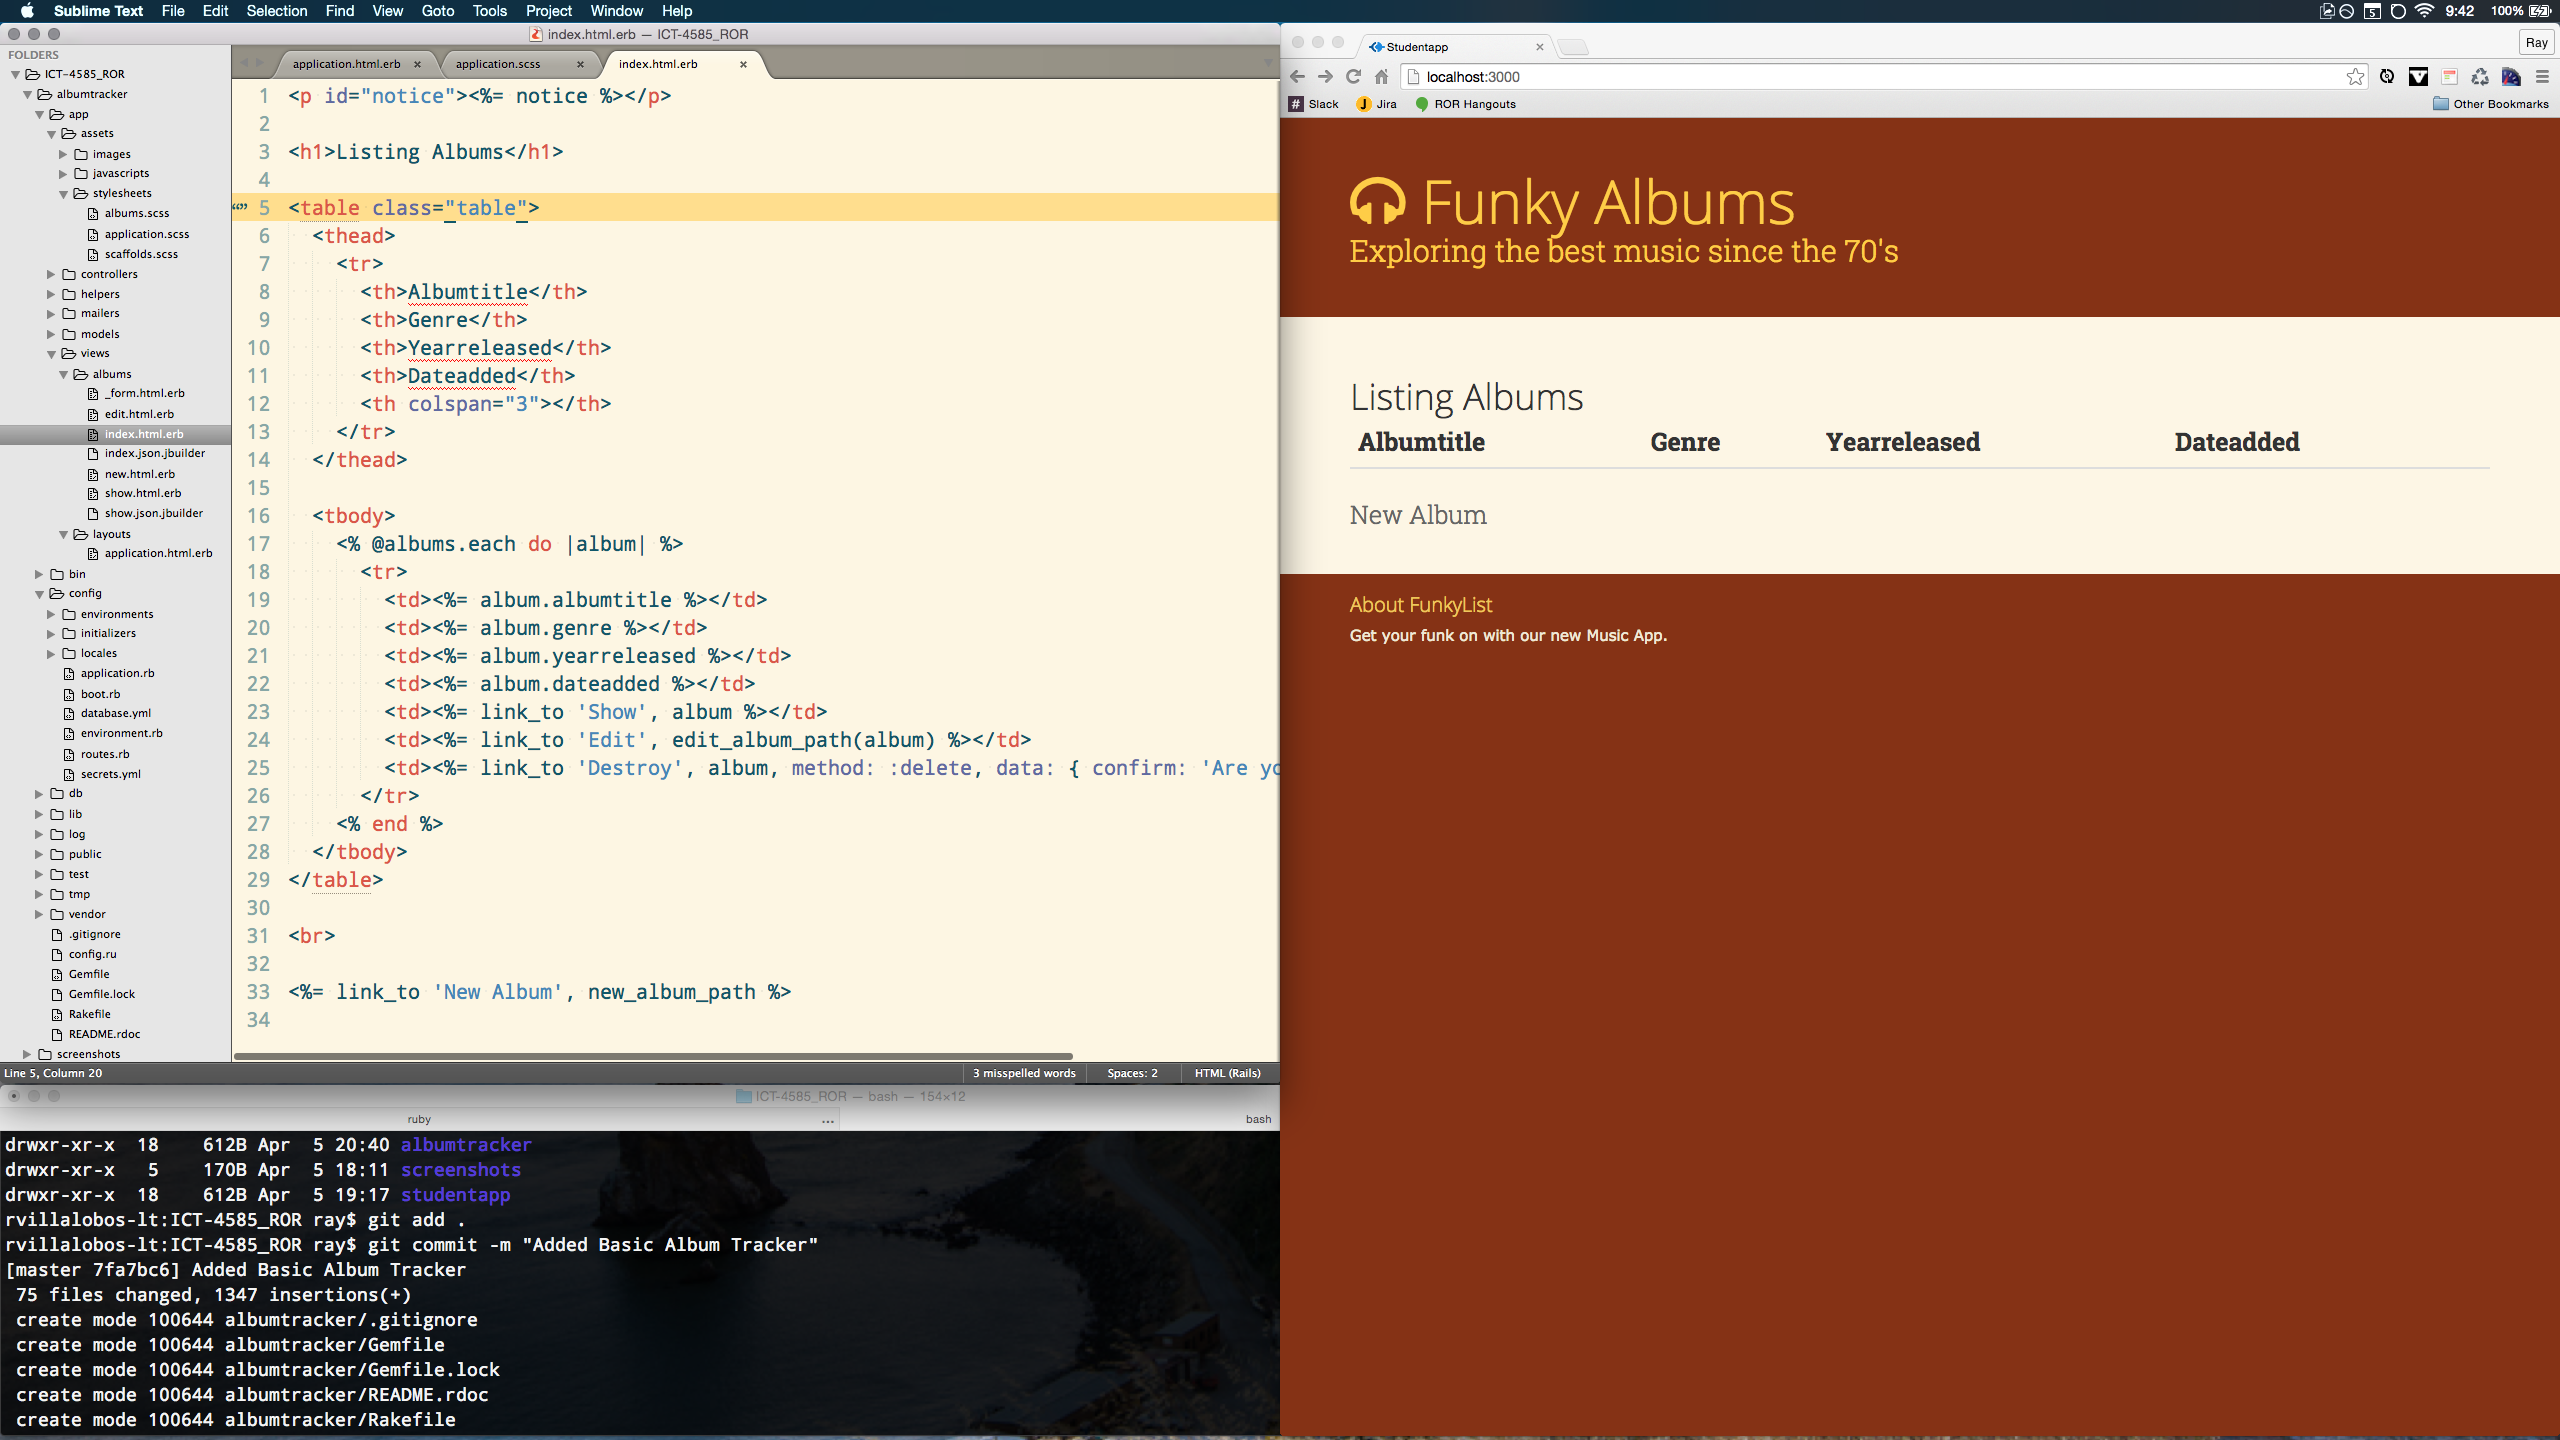 Sublime Text File Edit Selection Find View Goto Tools Project Window Help 5 9:42 100%
index.html.erb — ICT-4585_ROR
FOLDERS
ICT-4585_ROR
albumtracker
app
assets
images
javascripts
stylesheets
albums.scss
application.scss
scaffolds.scss
controllers
helpers
mailers
models
views
albums
_form.html.erb
edit.html.erb
index.html.erb
index.json.jbuilder
new.html.erb
show.html.erb
show.json.jbuilder
layouts
application.html.erb
bin
config
environments
initializers
locales
application.rb
boot.rb
database.yml
environment.rb
routes.rb
secrets.yml
db
lib
log
public
test
tmp
vendor
.gitignore
config.ru
Gemfile
Gemfile.lock
Rakefile
README.rdoc
screenshots
application.html.erb × application.scss × index.html.erb ×
1 <p id="notice"><%= notice %></p>
2
3 <h1>Listing Albums</h1>
4
5 <table class="table">
6 <thead>
7 <tr>
8 <th>Albumtitle</th>
9 <th>Genre</th>
10 <th>Yearreleased</th>
11 <th>Dateadded</th>
12 <th colspan="3"></th>
13 </tr>
14 </thead>
15
16 <tbody>
17 <% @albums.each do |album| %>
18 <tr>
19 <td><%= album.albumtitle %></td>
20 <td><%= album.genre %></td>
21 <td><%= album.yearreleased %></td>
22 <td><%= album.dateadded %></td>
23 <td><%= link_to 'Show', album %></td>
24 <td><%= link_to 'Edit', edit_album_path(album) %></td>
25 <td><%= link_to 'Destroy', album, method: :delete, data: { confirm: 'Are yo
26 </tr>
27 <% end %>
28 </tbody>
29 </table>
30
31 <br>
32
33 <%= link_to 'New Album', new_album_path %>
34
Line 5, Column 20 3 misspelled words Spaces: 2 HTML (Rails)
ICT-4585_ROR — bash — 154×12
ruby ... bash
drwxr-xr-x 18 612B Apr 5 20:40 albumtracker
drwxr-xr-x 5 170B Apr 5 18:11 screenshots
drwxr-xr-x 18 612B Apr 5 19:17 studentapp
rvillalobos-lt:ICT-4585_ROR ray$ git add .
rvillalobos-lt:ICT-4585_ROR ray$ git commit -m "Added Basic Album Tracker"
[master 7fa7bc6] Added Basic Album Tracker
75 files changed, 1347 insertions(+)
create mode 100644 albumtracker/.gitignore
create mode 100644 albumtracker/Gemfile
create mode 100644 albumtracker/Gemfile.lock
create mode 100644 albumtracker/README.rdoc
create mode 100644 albumtracker/Rakefile
Studentapp × Ray
localhost:3000
Slack Jira ROR Hangouts Other Bookmarks
Funky Albums
Exploring the best music since the 70's
Listing Albums
Albumtitle Genre Yearreleased Dateadded
New Album
About FunkyList
Get your funk on with our new Music App.